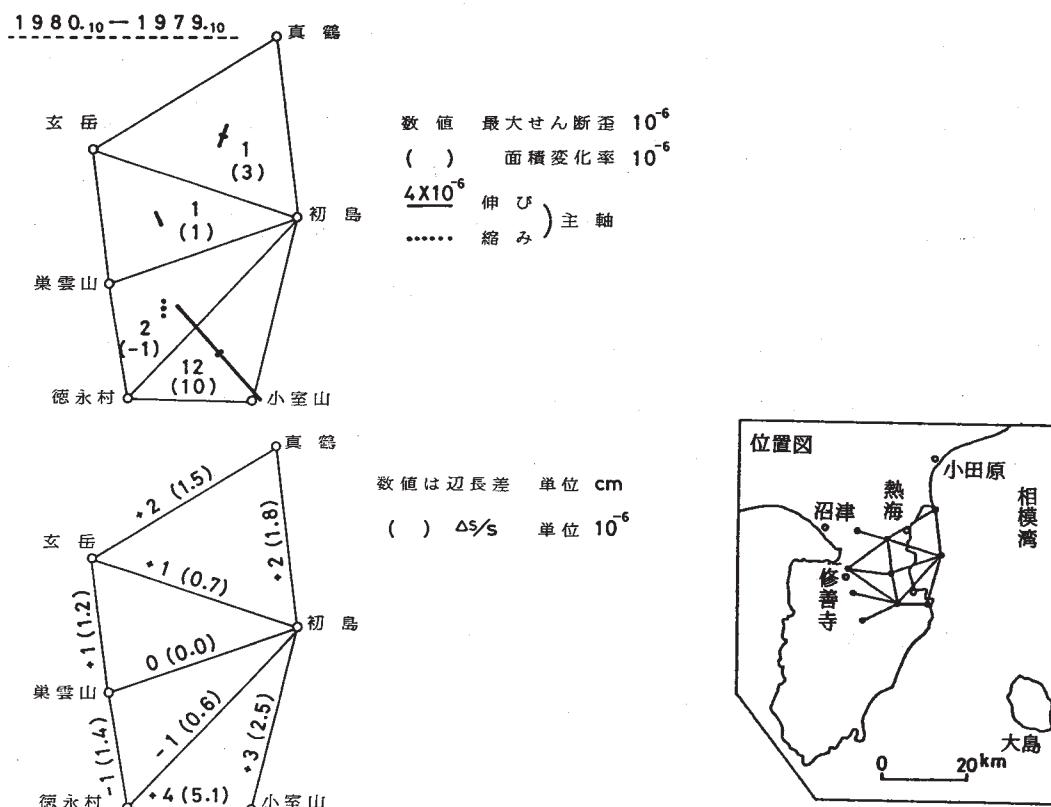 1980.10—1979.10
真鶴
玄岳
1
(3)
1
(1)
初島
巣雲山
2
(-1)
12
(10)
徳永村
小室山
数値 最大せん断歪 10⁻⁶
( ) 面積変化率 10⁻⁶
4X10⁻⁶ 伸び
縮み
) 主軸
真鶴
+2 (1.5)
玄岳
+2 (1.8)
+1 (0.7)
+1 (1.2)
初島
0 (0.0)
巣雲山
-1 (0.6)
+3 (2.5)
-1 (1.4)
+4 (5.1)
徳永村
小室山
数値は辺長差 単位 cm
( ) ΔS/S 単位 10⁻⁶
位置図
小田原
熱海
相模湾
沼津
修善寺
大島
0 20km